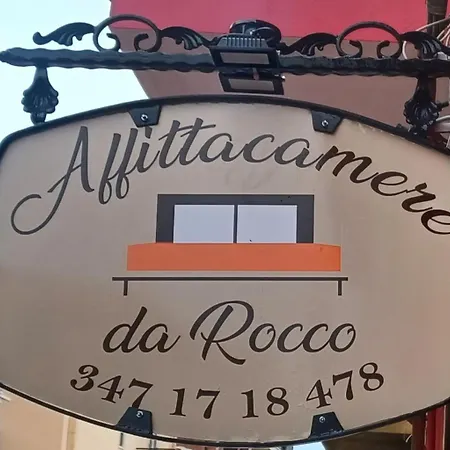 Affittacamere
da Rocco
347 17 18 478